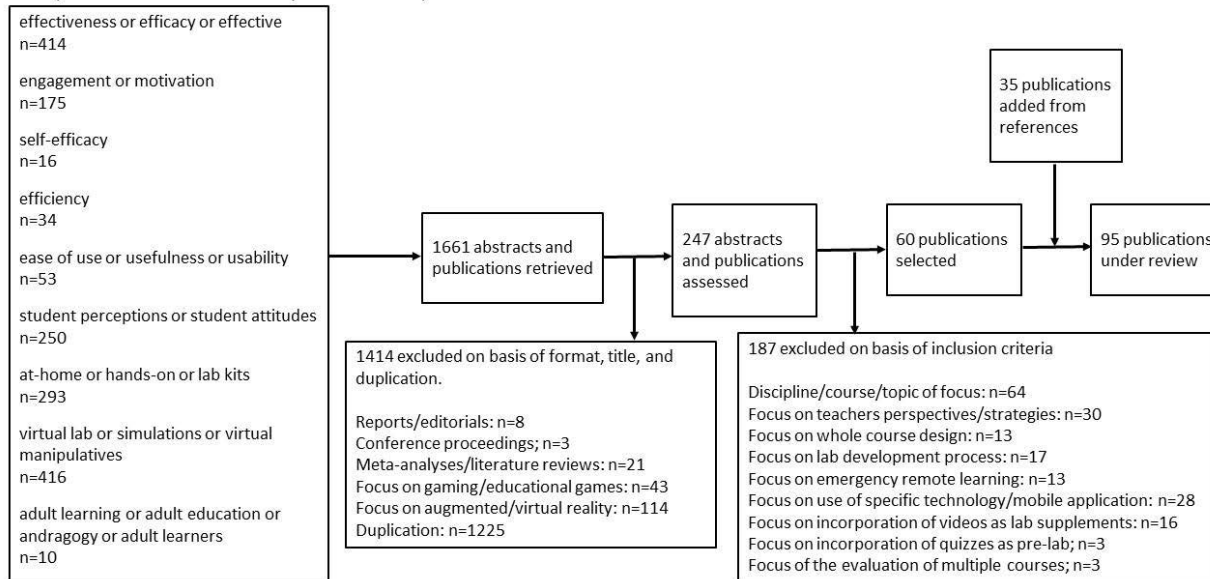 effectiveness or efficacy or effective
n=414
engagement or motivation
n=175
self-efficacy
n=16
efficiency
n=34
ease of use or usefulness or usability
n=53
student perceptions or student attitudes
n=250
at-home or hands-on or lab kits
n=293
virtual lab or simulations or virtual
manipulatives
n=416
adult learning or adult education or
andragogy or adult learners
n=10
1661 abstracts and
publications retrieved
1414 excluded on basis of format, title, and
duplication.
Reports/editorials: n=8
Conference proceedings; n=3
Meta-analyses/literature reviews: n=21
Focus on gaming/educational games: n=43
Focus on augmented/virtual reality: n=114
Duplication: n=1225
247 abstracts
and publications
assessed
187 excluded on basis of inclusion criteria
Discipline/course/topic of focus: n=64
Focus on teachers perspectives/strategies: n=30
Focus on whole course design: n=13
Focus on lab development process: n=17
Focus on emergency remote learning: n=13
Focus on use of specific technology/mobile application: n=28
Focus on incorporation of videos as lab supplements: n=16
Focus on incorporation of quizzes as pre-lab; n=3
Focus of the evaluation of multiple courses; n=3
60 publications
selected
35 publications
added from
references
95 publications
under review